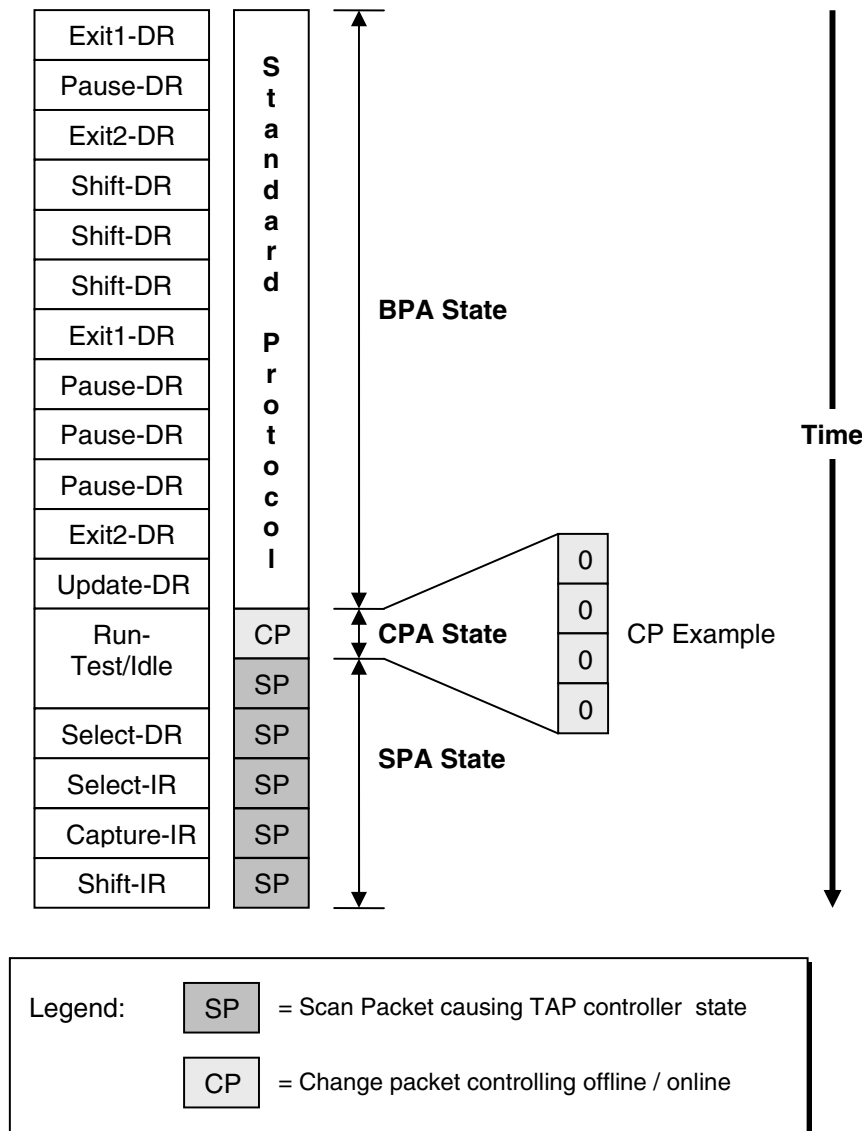 Exit1-DR
Pause-DR
Exit2-DR
Shift-DR
Shift-DR
Shift-DR
Exit1-DR
Pause-DR
Pause-DR
Pause-DR
Exit2-DR
Update-DR
Run-
Test/Idle
Select-DR
Select-IR
Capture-IR
Shift-IR
Standard Protocol
CP
SP
SP
SP
SP
SP
BPA State
CPA State
SPA State
0
0
0
0
CP Example
Time
Legend:
SP = Scan Packet causing TAP controller state
CP = Change packet controlling offline / online